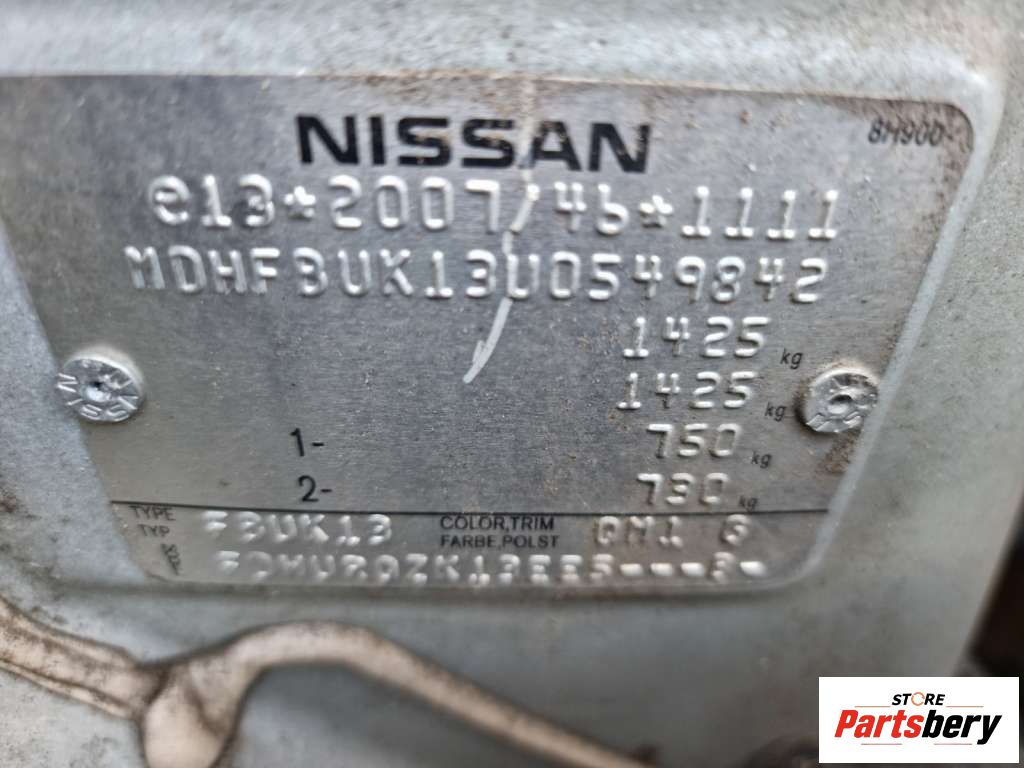 NISSAN
8M900
e13*2007/46*1111
MDHFBUK13U0549842
1425 kg
1425 kg
1- 750 kg
2- 730 kg
TYPE
TYP
FBUK13
COLOR,TRIM
FARBE,POLST
QM1 G
STORE
Partsbery